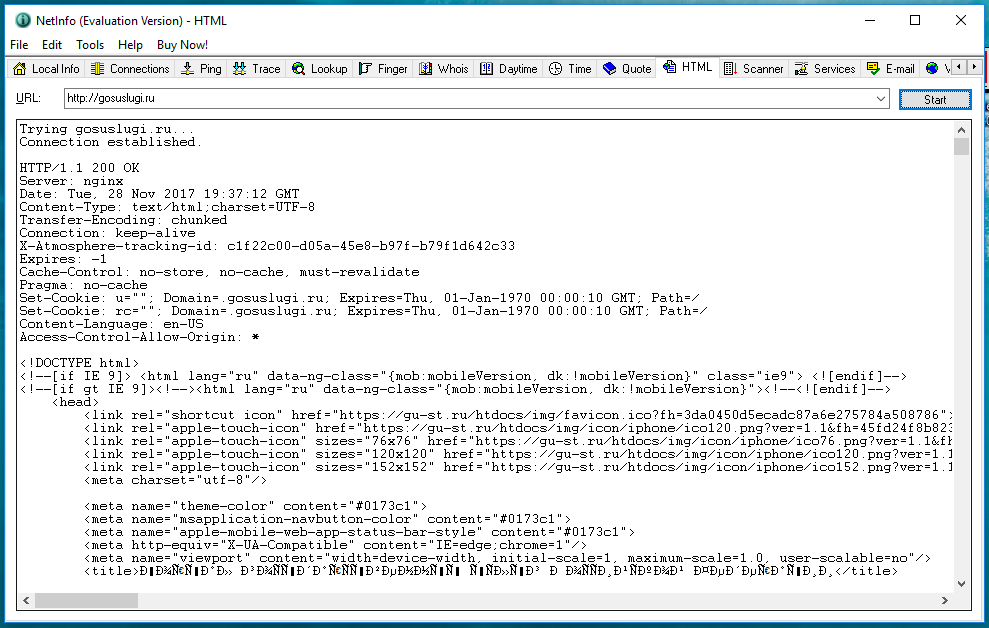 NetInfo (Evaluation Version) - HTML
File Edit Tools Help Buy Now!
Local Info Connections Ping Trace Lookup Finger Whois Daytime Time Quote HTML Scanner Services E-mail
URL: http://gosuslugi.ru Start
Trying gosuslugi.ru...
Connection established.
HTTP/1.1 200 OK
Server: nginx
Date: Tue, 28 Nov 2017 19:37:12 GMT
Content-Type: text/html;charset=UTF-8
Transfer-Encoding: chunked
Connection: keep-alive
X-Atmosphere-tracking-id: c1f22c00-d05a-45e8-b97f-b79f1d642c33
Expires: -1
Cache-Control: no-store, no-cache, must-revalidate
Pragma: no-cache
Set-Cookie: u=""; Domain=.gosuslugi.ru; Expires=Thu, 01-Jan-1970 00:00:10 GMT; Path=/
Set-Cookie: rc=""; Domain=.gosuslugi.ru; Expires=Thu, 01-Jan-1970 00:00:10 GMT; Path=/
Content-Language: en-US
Access-Control-Allow-Origin: *
<!DOCTYPE html>
<!--[if IE 9]> <html lang="ru" data-ng-class="{mob:mobileVersion, dk:!mobileVersion}" class="ie9"> <![endif]-->
<!--[if gt IE 9]><!--><html lang="ru" data-ng-class="{mob:mobileVersion, dk:!mobileVersion}"><!--<![endif]-->
<head>
<link rel="shortcut icon" href="https://gu-st.ru/htdocs/img/favicon.ico?fh=3da0450d5ecadc87a6e275784a508786">
<link rel="apple-touch-icon" href="https://gu-st.ru/htdocs/img/icon/iphone/ico120.png?ver=1.1&fh=45fd24f8b823
<link rel="apple-touch-icon" sizes="76x76" href="https://gu-st.ru/htdocs/img/icon/iphone/ico76.png?ver=1.1&fh
<link rel="apple-touch-icon" sizes="120x120" href="https://gu-st.ru/htdocs/img/icon/iphone/ico120.png?ver=1.1
<link rel="apple-touch-icon" sizes="152x152" href="https://gu-st.ru/htdocs/img/icon/iphone/ico152.png?ver=1.1
<meta charset="utf-8"/>
<meta name="theme-color" content="#0173c1">
<meta name="msapplication-navbutton-color" content="#0173c1">
<meta name="apple-mobile-web-app-status-bar-style" content="#0173c1">
<meta http-equiv="X-UA-Compatible" content="IE=edge;chrome=1"/>
<meta name="viewport" content="width=device-width, initial-scale=1, maximum-scale=1.0, user-scalable=no"/>
<title></title>